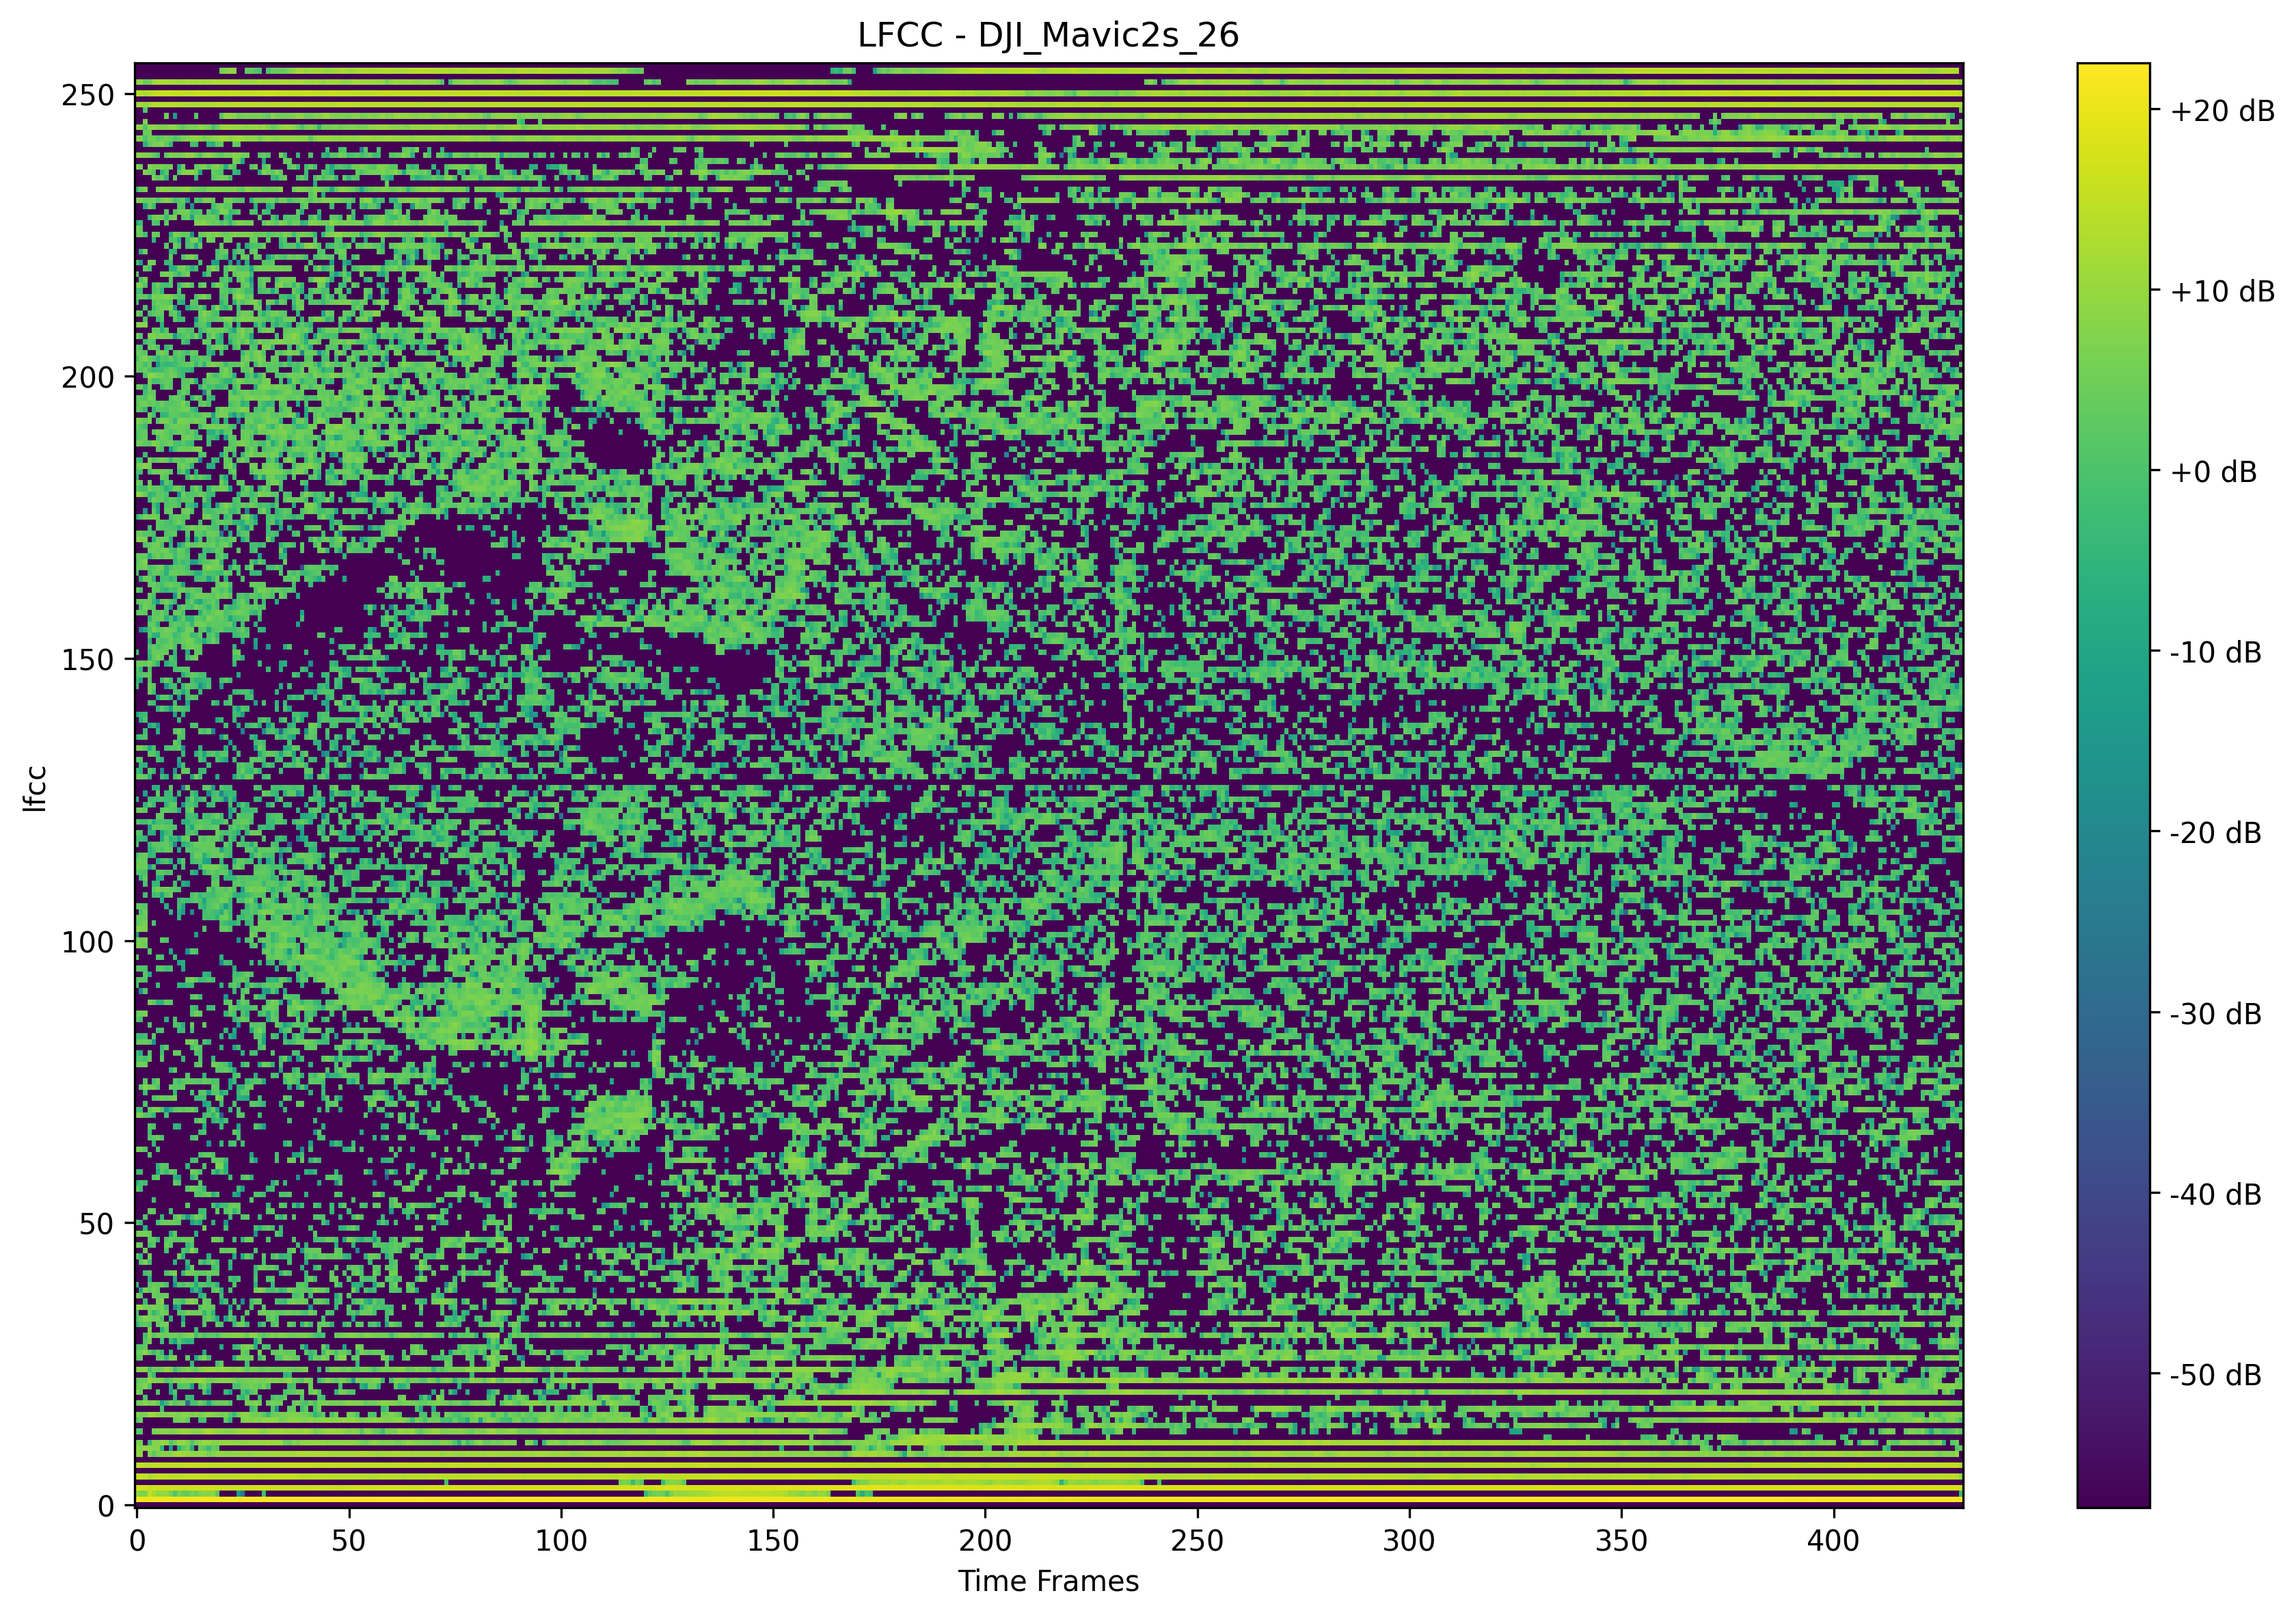 LFCC - DJI_Mavic2s_26
250
200
150
100
50
0
lfcc
0 50 100 150 200 250 300 350 400
Time Frames
+20 dB
+10 dB
+0 dB
-10 dB
-20 dB
-30 dB
-40 dB
-50 dB